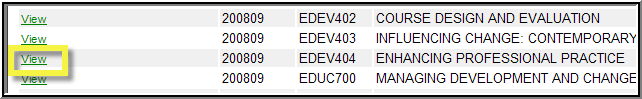 View 200809 EDEV402 COURSE DESIGN AND EVALUATION
View 200809 EDEV403 INFLUENCING CHANGE: CONTEMPORARY
View 200809 EDEV404 ENHANCING PROFESSIONAL PRACTICE
View 200809 EDUC700 MANAGING DEVELOPMENT AND CHANGE